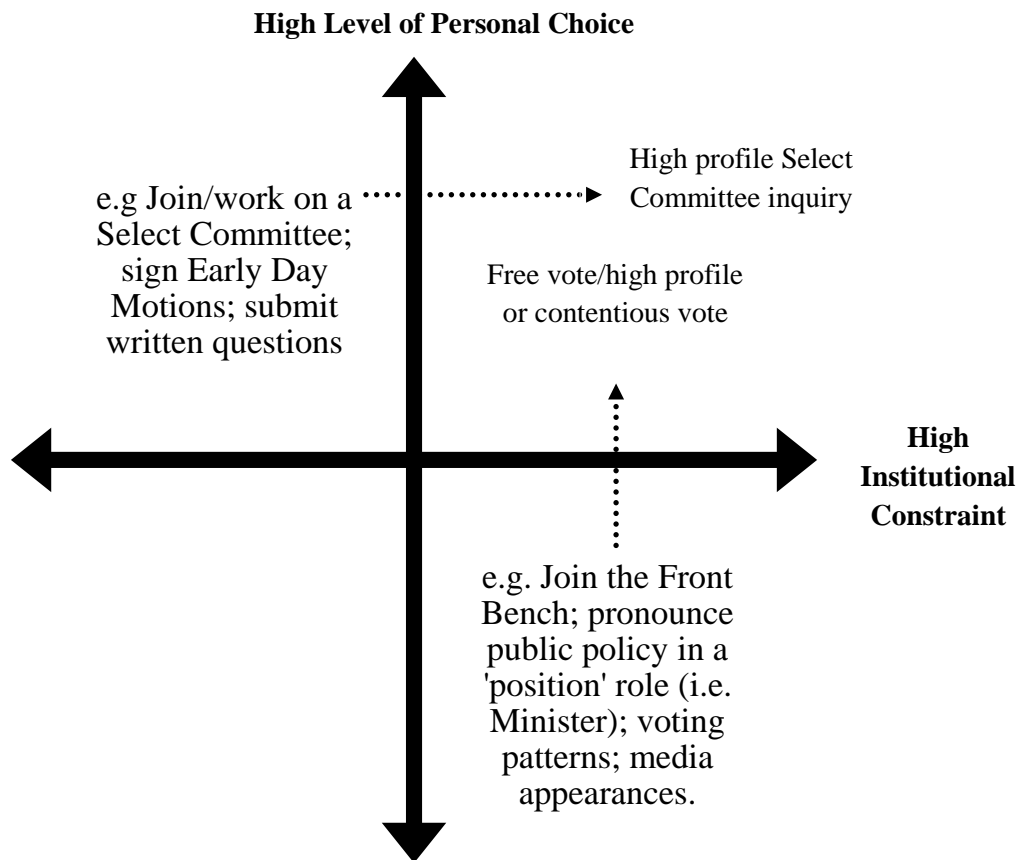 High Level of Personal Choice
High profile Select
Committee inquiry
e.g Join/work on a
Select Committee;
sign Early Day
Motions; submit
written questions
Free vote/high profile
or contentious vote
High
Institutional
Constraint
e.g. Join the Front
Bench; pronounce
public policy in a
'position' role (i.e.
Minister); voting
patterns; media
appearances.